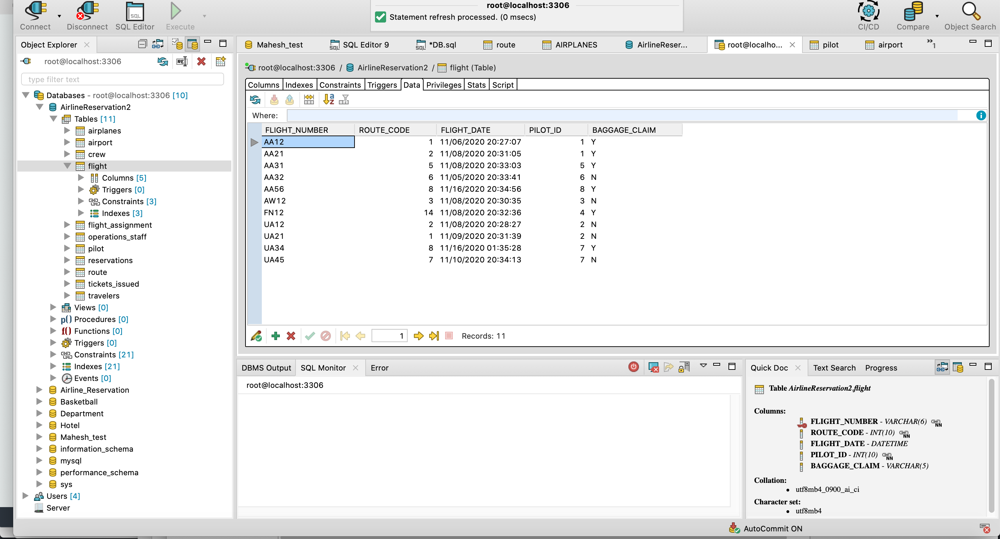 root@localhost:3306
Statement refresh processed. (0 msecs)
Connect
Disconnect
SQL
SQL Editor
Execute
CI/CD
Compare
Object Search
Object Explorer
Mahesh_test
SQL Editor 9
*DB.sql
route
AIRPLANES
AirlineReser...
root@localho...
pilot
airport
1
root@localhost:3306
type filter text
Databases - root@localhost:3306 [10]
AirlineReservation2
Tables [11]
airplanes
airport
crew
flight
Columns [5]
Triggers [0]
Constraints [3]
Indexes [3]
flight_assignment
operations_staff
pilot
reservations
route
tickets_issued
travelers
Views [0]
p() Procedures [0]
f() Functions [0]
Triggers [0]
Constraints [21]
Indexes [21]
Events [0]
Airline_Reservation
Basketball
Department
Hotel
Mahesh_test
information_schema
mysql
performance_schema
sys
Users [4]
Server
root@localhost:3306 / AirlineReservation2 / flight (Table)
Columns Indexes Constraints Triggers Data Privileges Stats Script
Where:
FLIGHT_NUMBER ROUTE_CODE FLIGHT_DATE PILOT_ID BAGGAGE_CLAIM
AA12 1 11/06/2020 20:27:07 1 Y
AA21 2 11/08/2020 20:31:05 1 Y
AA31 5 11/08/2020 20:33:03 5 Y
AA32 6 11/05/2020 20:33:41 6 N
AA56 8 11/16/2020 20:34:56 8 Y
AW12 3 11/08/2020 20:30:35 3 N
FN12 14 11/08/2020 20:32:36 4 Y
UA12 2 11/08/2020 20:28:27 2 N
UA21 1 11/09/2020 20:31:39 2 N
UA34 8 11/16/2020 01:35:28 7 Y
UA45 7 11/10/2020 20:34:13 7 N
1 Records: 11
DBMS Output SQL Monitor Error
root@localhost:3306
Quick Doc Text Search Progress
Table AirlineReservation2.flight
Columns:
FLIGHT_NUMBER - VARCHAR(6) NN
ROUTE_CODE - INT(10) NN
FLIGHT_DATE - DATETIME
PILOT_ID - INT(10) NN
BAGGAGE_CLAIM - VARCHAR(5)
Collation:
• utf8mb4_0900_ai_ci
Character set:
• utf8mb4
AutoCommit ON